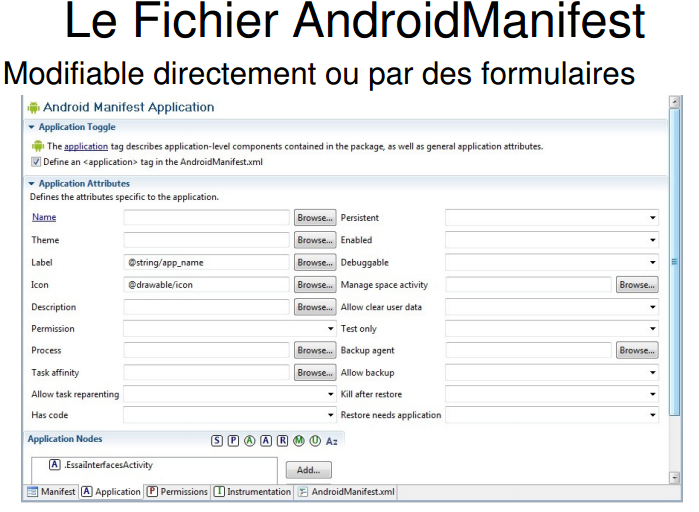 Le Fichier AndroidManifest
Modifiable directement ou par des formulaires
Android Manifest Application
Application Toggle
The application tag describes application-level components contained in the package, as well as general application attributes.
Define an <application> tag in the AndroidManifest.xml
Application Attributes
Defines the attributes specific to the application.
Name Browse... Persistent
Theme Browse... Enabled
Label @string/app_name Browse... Debuggable
Icon @drawable/icon Browse... Manage space activity Browse...
Description Browse... Allow clear user data
Permission Test only
Process Browse... Backup agent Browse...
Task affinity Browse... Allow backup
Allow task reparenting Kill after restore
Has code Restore needs application
Application Nodes S P A A R M U Az
A .EssaiInterfacesActivity Add...
Manifest A Application P Permissions I Instrumentation AndroidManifest.xml